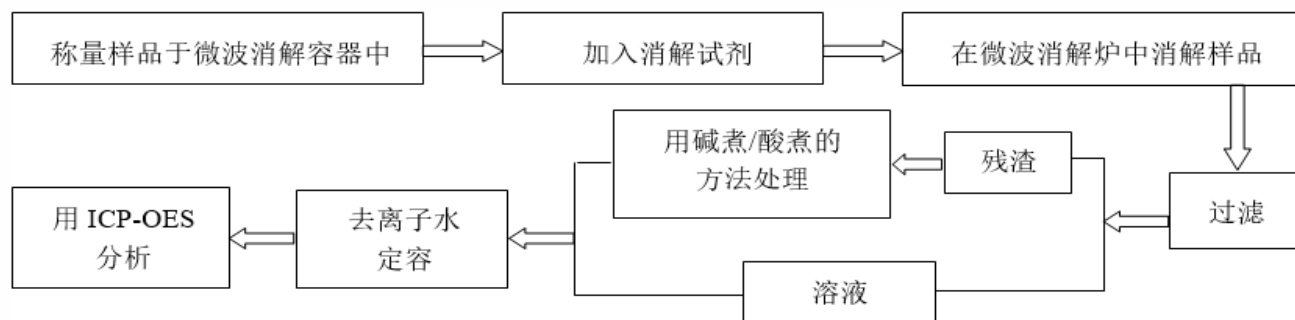 称量样品于微波消解容器中
加入消解试剂
在微波消解炉中消解样品
过滤
残渣
用碱煮/酸煮的
方法处理
溶液
去离子水
定容
用 ICP-OES
分析